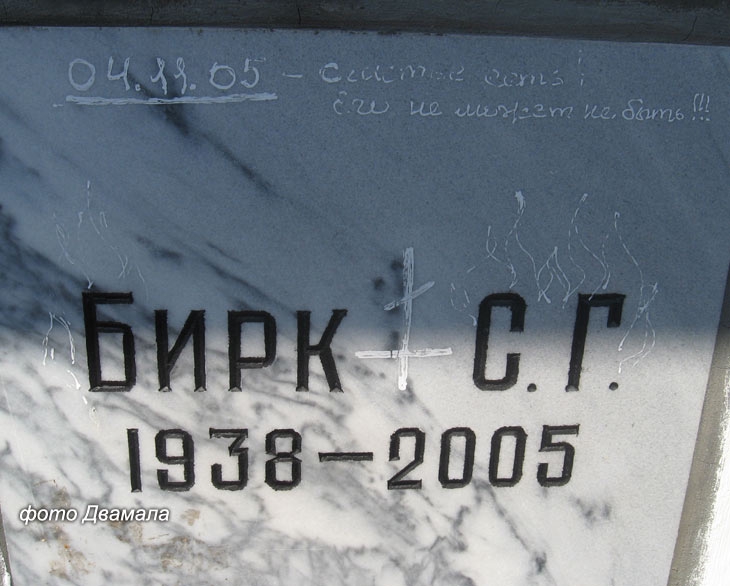 04.11.05 – Счастье есть!
Его не может не быть!!!
БИРК С.Г.
1938–2005
фото Двамала